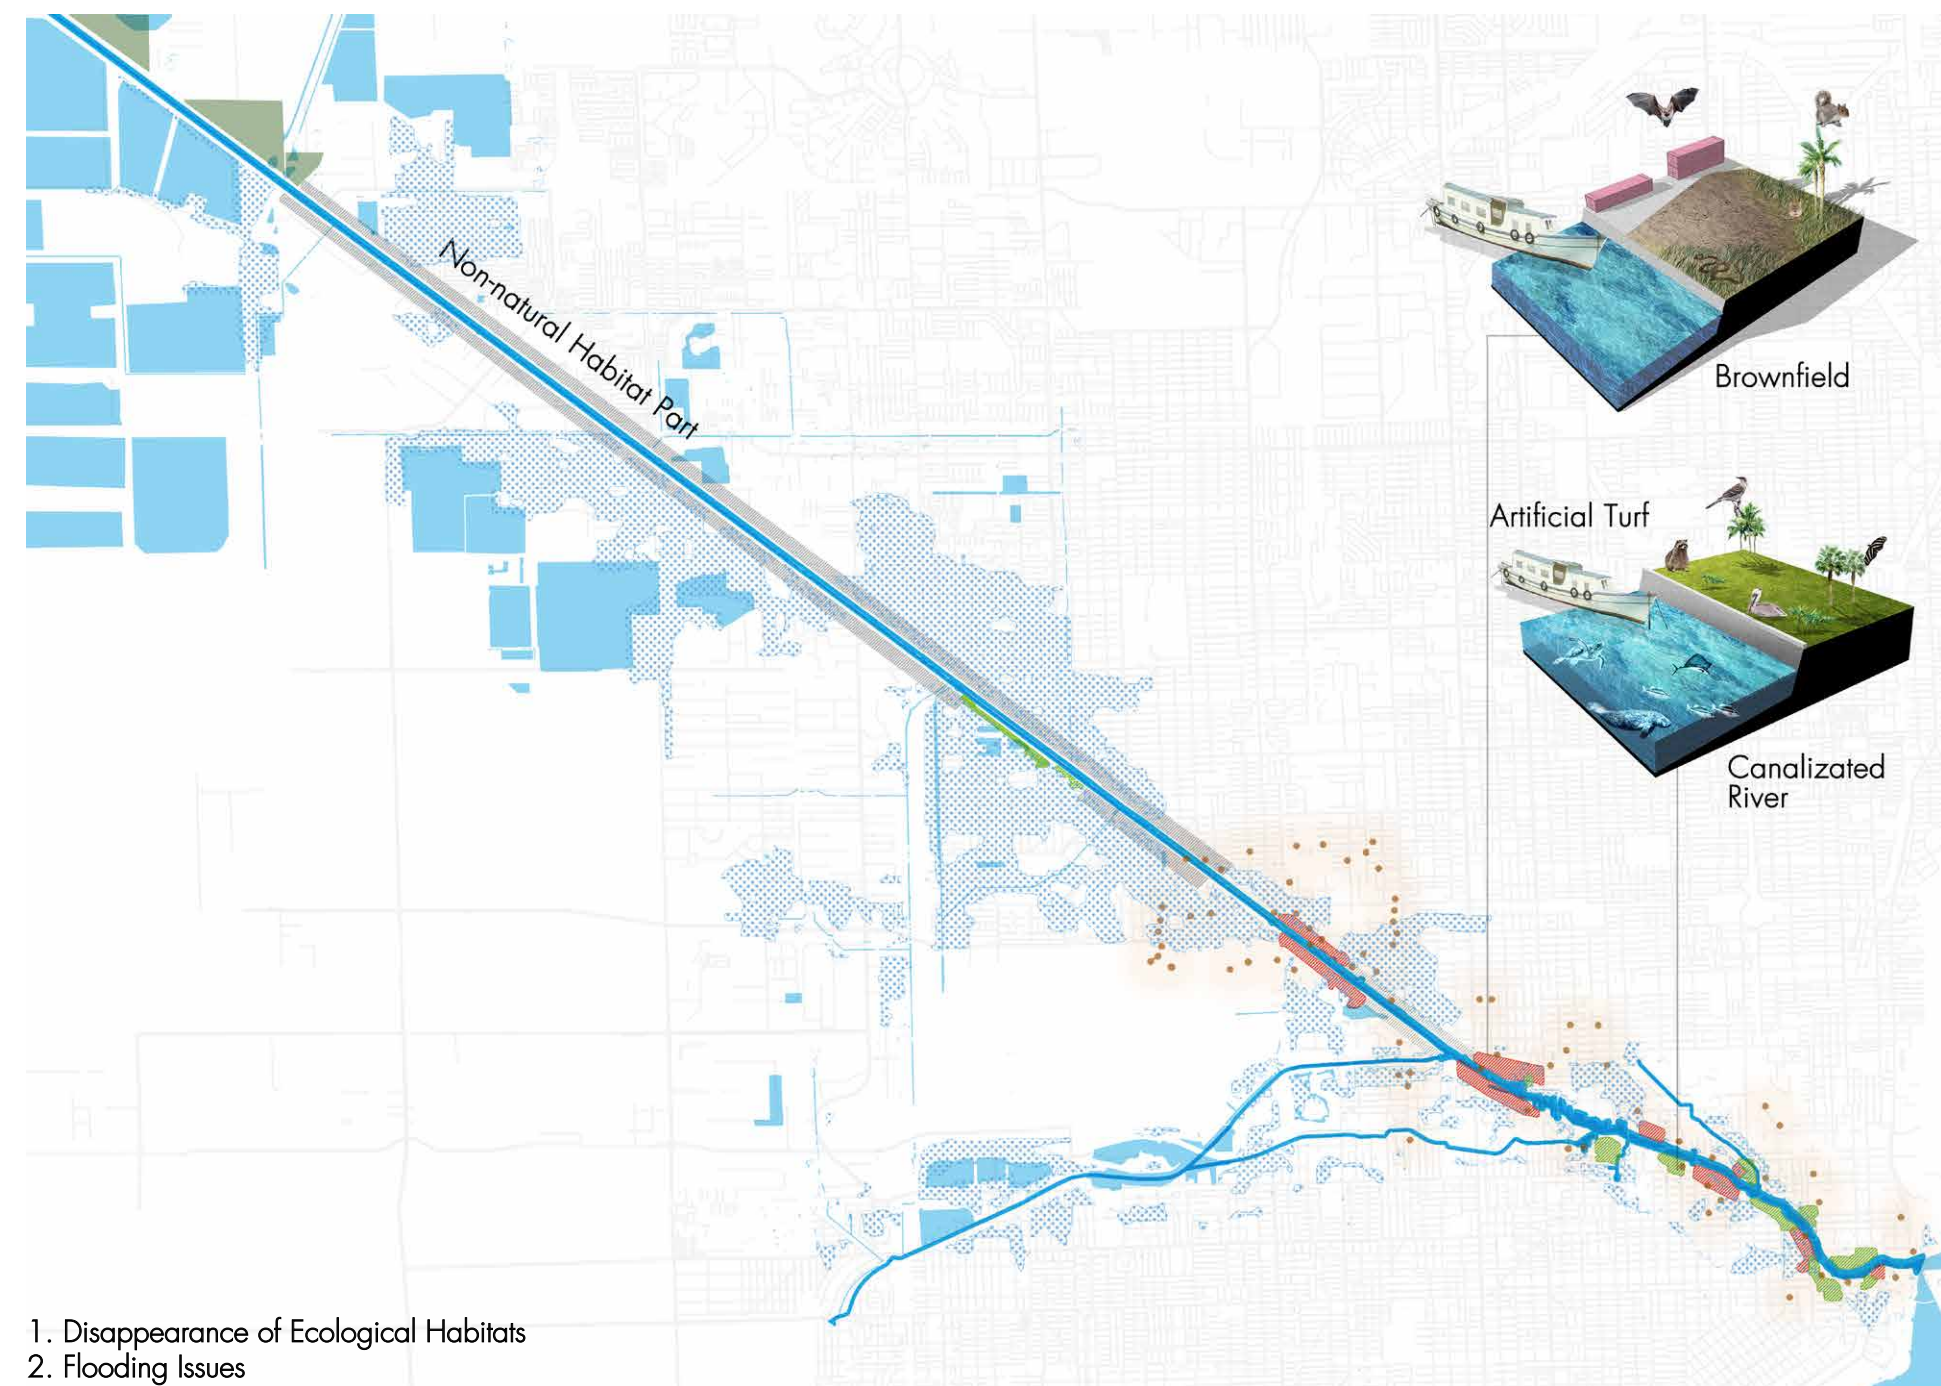 Non-natural Habitat Part
Brownfield
Artificial Turf
Canalizated
River
1. Disappearance of Ecological Habitats
2. Flooding Issues